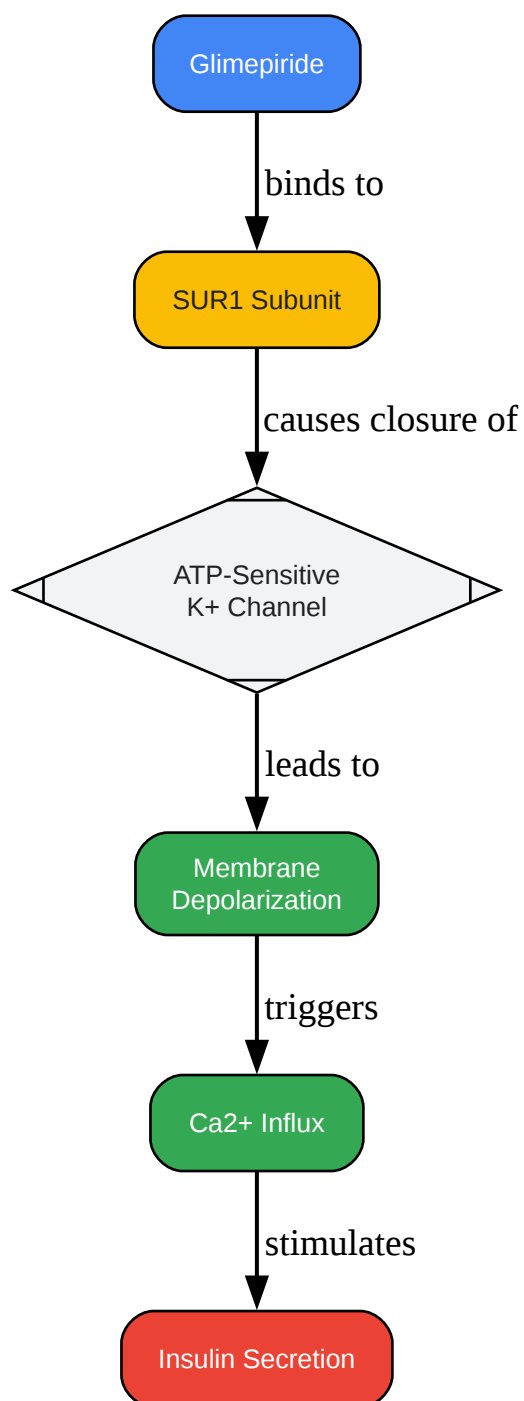 Glimepiride
binds to
SUR1 Subunit
causes closure of
ATP-Sensitive
K+ Channel
leads to
Membrane
Depolarization
triggers
Ca2+ Influx
stimulates
Insulin Secretion